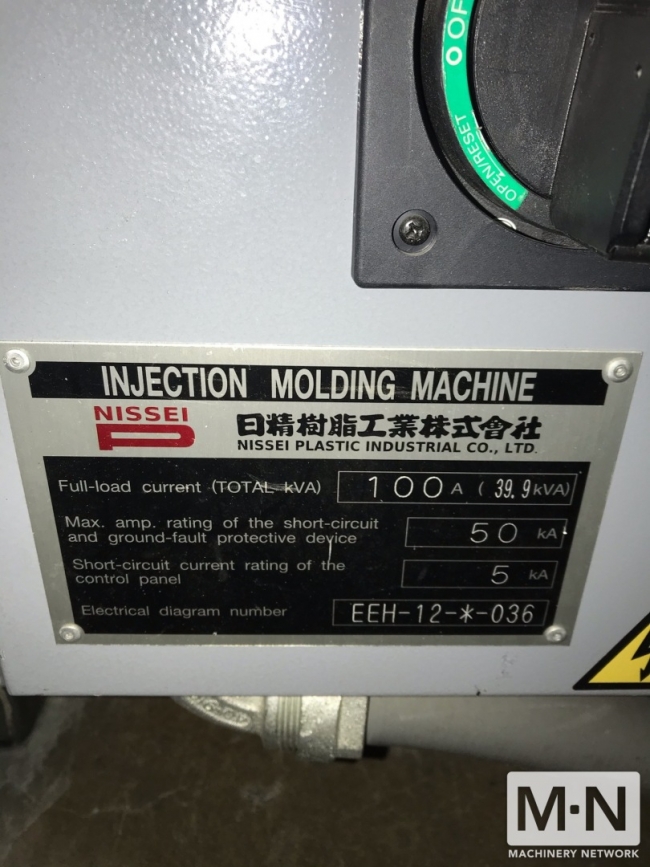 OPEN/RESET
INJECTION MOLDING MACHINE
NISSEI
日精樹脂工業株式會社
NISSEI PLASTIC INDUSTRIAL CO., LTD.
Full-load current (TOTAL kVA) 100 A ( 39.9 kVA)
Max. amp. rating of the short-circuit
and ground-fault protective device 50 kA
Short-circuit current rating of the
control panel 5 kA
Electrical diagram number EEH-12-*-036
M·N
MACHINERY NETWORK